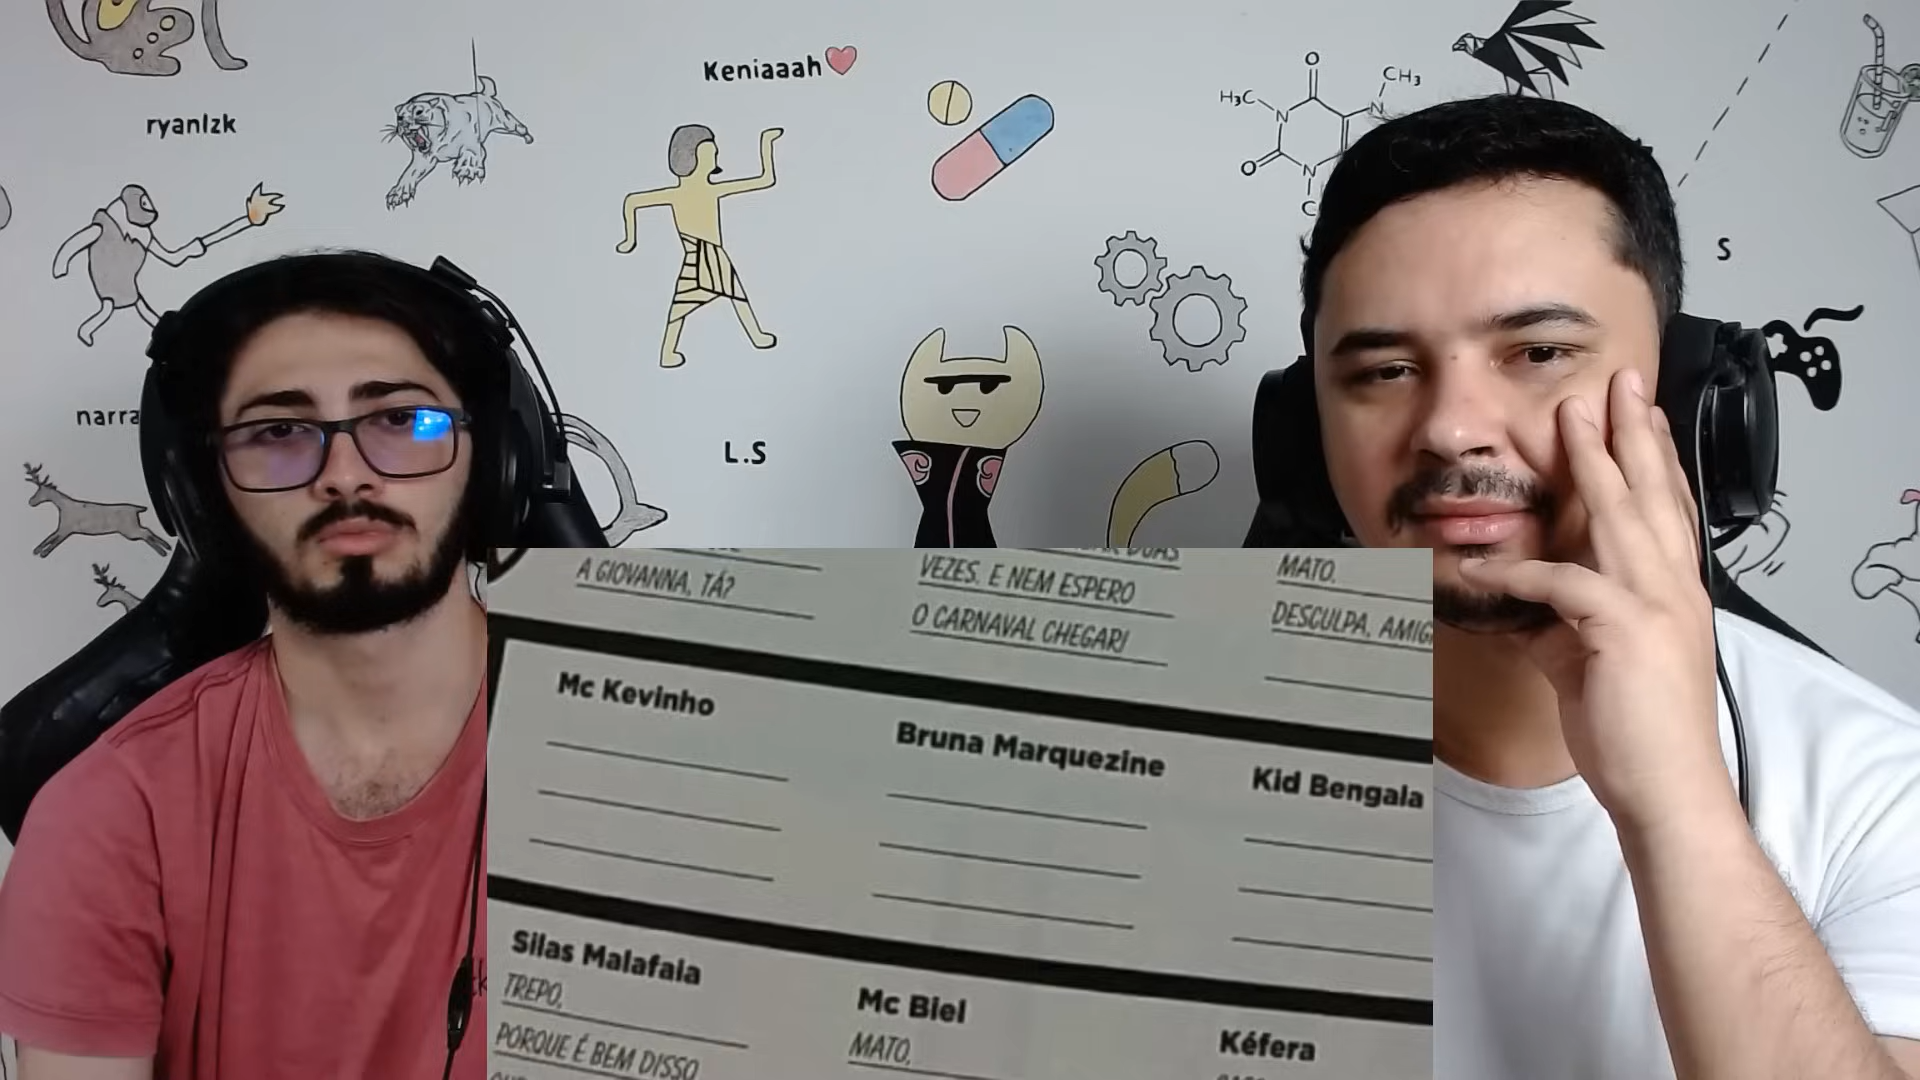 Keniaaah
ryanlzk
H₃C
O
N
CH₃
N
O
N
S
narra
L.S
DUAS
A GIOVANNA, TÁ?
VEZES. E NEM ESPERO
O CARNAVAL CHEGAR!
MATO.
DESCULPA, AMIG
Mc Kevinho
Bruna Marquezine
Kid Bengala
Silas Malafaia
TREPO,
PORQUE É BEM DISSO
Mc Biel
MATO,
Kéfera